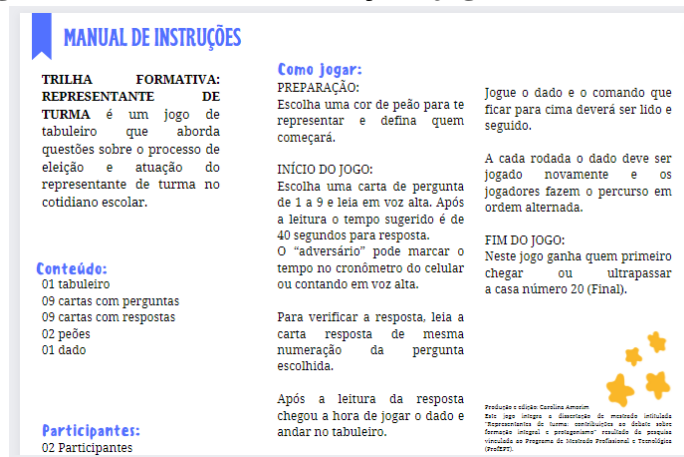 MANUAL DE INSTRUÇÕES
TRILHA FORMATIVA:
REPRESENTANTE DE
TURMA é um jogo de
tabuleiro que aborda
questões sobre o processo de
eleição e atuação do
representante de turma no
cotidiano escolar.
Conteúdo:
01 tabuleiro
09 cartas com perguntas
09 cartas com respostas
02 peões
01 dado
Participantes:
02 Participantes
Como jogar:
PREPARAÇÃO:
Escolha uma cor de peão para te
representar e defina quem
começará.
INÍCIO DO JOGO:
Escolha uma carta de pergunta
de 1 a 9 e leia em voz alta. Após
a leitura o tempo sugerido é de
40 segundos para resposta.
O “adversário” pode marcar o
tempo no cronômetro do celular
ou contando em voz alta.
Para verificar a resposta, leia a
carta resposta de mesma
numeração da pergunta
escolhida.
Após a leitura da resposta
chegou a hora de jogar o dado e
andar no tabuleiro.
Jogue o dado e o comando que
ficar para cima deverá ser lido e
seguido.
A cada rodada o dado deve ser
jogado novamente e os
jogadores fazem o percurso em
ordem alternada.
FIM DO JOGO:
Neste jogo ganha quem primeiro
chegar ou ultrapassar
a casa número 20 (Final).
Produção e edição: Carolina Amorim
Este jogo integra a dissertação de mestrado intitulada
"Representantes de turma: contribuições ao debate sobre
formação integral e protagonismo" resultado da pesquisa
vinculada ao Programa de Mestrado Profissional e Tecnológica
(ProfEPT).